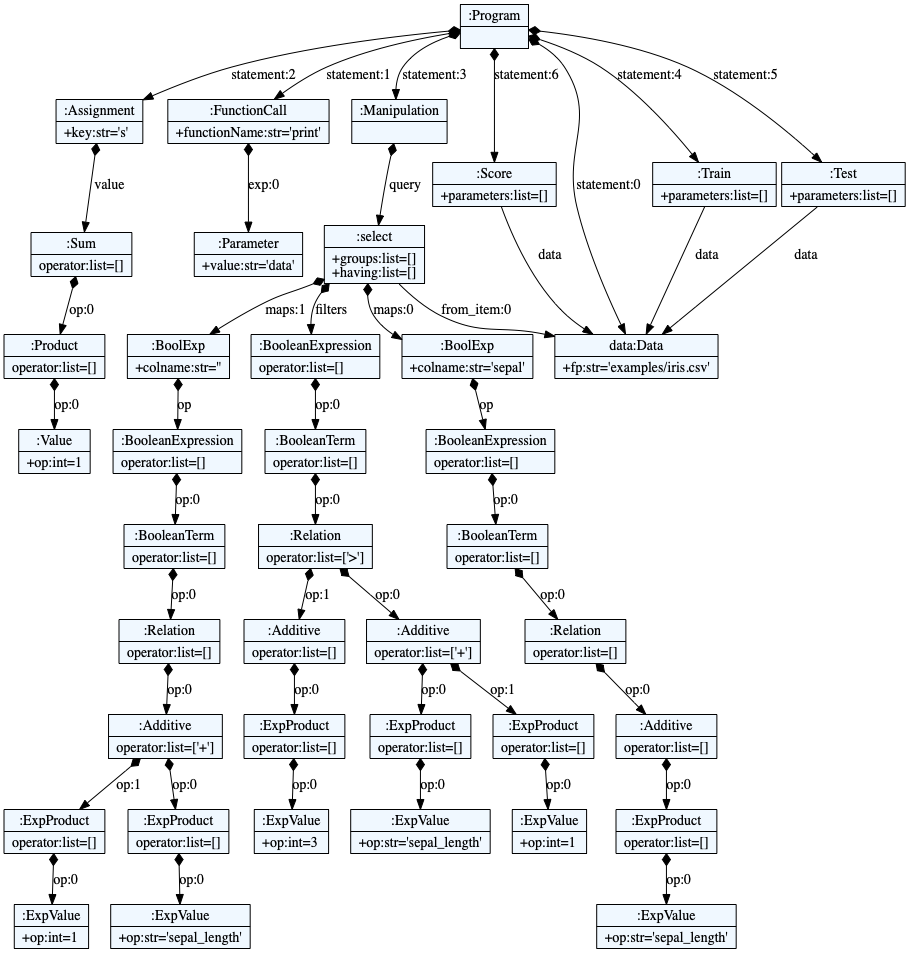 :Program
statement:2
statement:1
statement:3
statement:6
statement:4
statement:5
:Assignment
+key:str='s'
:FunctionCall
+functionName:str='print'
:Manipulation
:Score
+parameters:list=[]
statement:0
:Train
+parameters:list=[]
:Test
+parameters:list=[]
value
exp:0
query
data
data
data
:Sum
operator:list=[]
:Parameter
+value:str='data'
:select
+groups:list=[]
+having:list=[]
op:0
maps:1
filters
maps:0
from_item:0
:Product
operator:list=[]
:BoolExp
+colname:str=''
:BooleanExpression
operator:list=[]
:BoolExp
+colname:str='sepal'
data:Data
+fp:str='examples/iris.csv'
op:0
op
op:0
op
:Value
+op:int=1
:BooleanExpression
operator:list=[]
:BooleanTerm
operator:list=[]
:BooleanExpression
operator:list=[]
op:0
op:0
op:0
:BooleanTerm
operator:list=[]
:Relation
operator:list=['>']
:BooleanTerm
operator:list=[]
op:0
op:1
op:0
op:0
:Relation
operator:list=[]
:Additive
operator:list=[]
:Additive
operator:list=['+']
:Relation
operator:list=[]
op:0
op:0
op:0
op:1
op:0
:Additive
operator:list=['+']
:ExpProduct
operator:list=[]
:ExpProduct
operator:list=[]
:ExpProduct
operator:list=[]
:Additive
operator:list=[]
op:1
op:0
op:0
op:0
op:0
op:0
:ExpProduct
operator:list=[]
:ExpProduct
operator:list=[]
:ExpValue
+op:int=3
:ExpValue
+op:str='sepal_length'
:ExpValue
+op:int=1
:ExpProduct
operator:list=[]
op:0
op:0
op:0
:ExpValue
+op:int=1
:ExpValue
+op:str='sepal_length'
:ExpValue
+op:str='sepal_length'